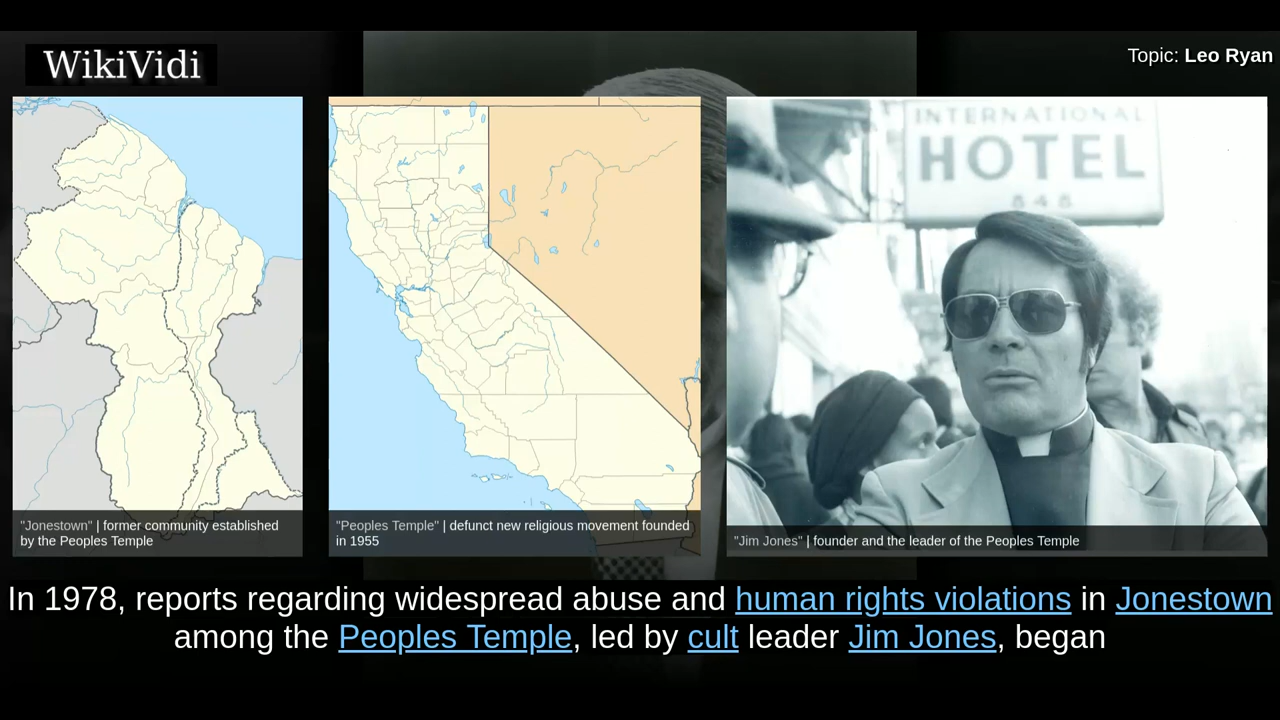 WikiVidi
Topic: Leo Ryan
INTERNATIONAL
HOTEL
848
"Jonestown" | former community established
by the Peoples Temple
"Peoples Temple" | defunct new religious movement founded
in 1955
"Jim Jones" | founder and the leader of the Peoples Temple
In 1978, reports regarding widespread abuse and human rights violations in Jonestown
among the Peoples Temple, led by cult leader Jim Jones, began